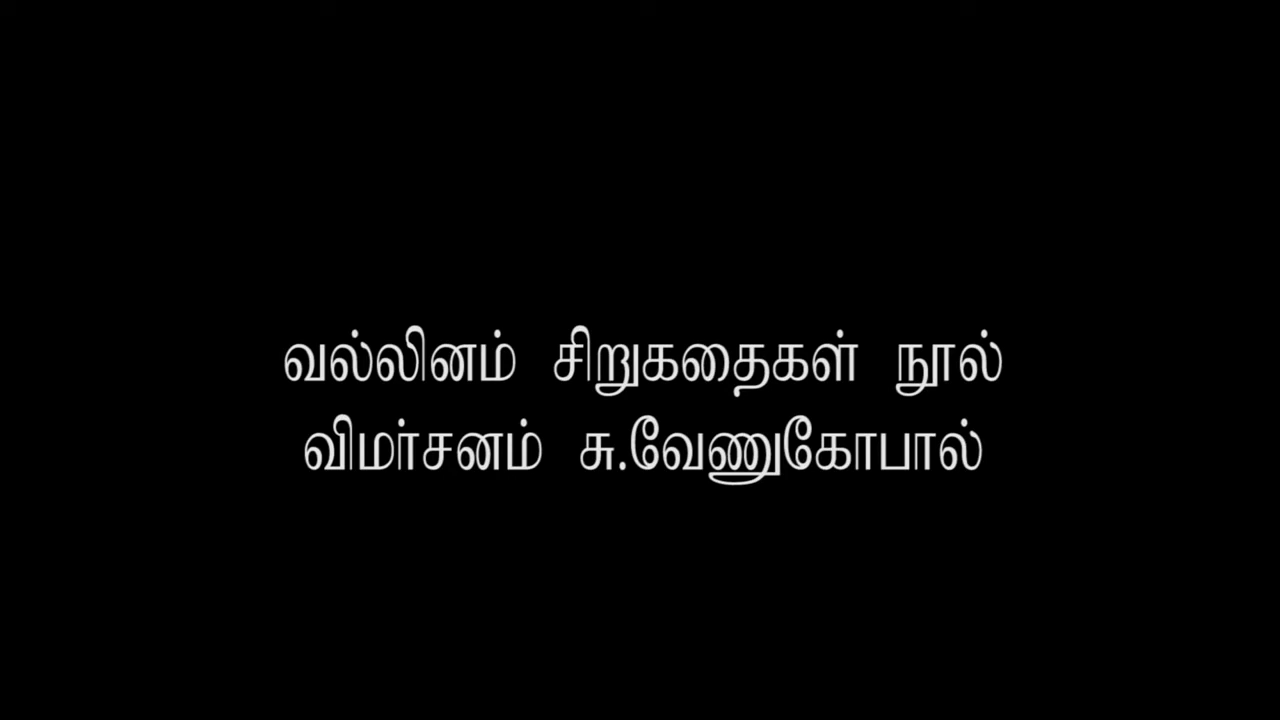 வல்லினம் சிறுகதைகள் நூல்
விமர்சனம் சு.வேணுகோபால்